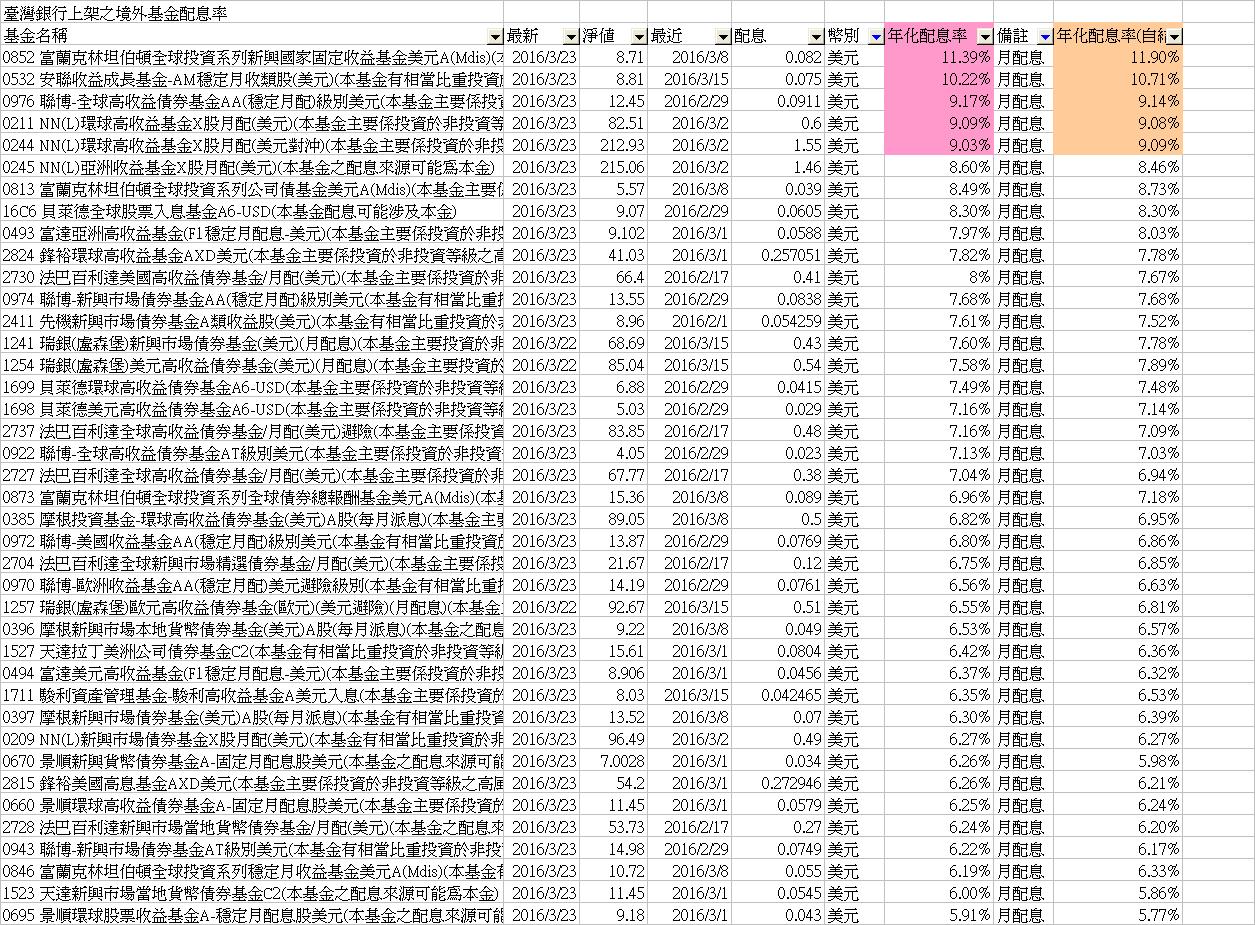 臺灣銀行上架之境外基金配息率
基金名稱 最新 淨值 最近 配息 幣別 年化配息率 備註 年化配息率(自編
0852 富蘭克林坦伯頓全球投資系列新興國家固定收益基金美元A(Mdis)(本 2016/3/23 8.71 2016/3/8 0.082 美元 11.39% 月配息 11.90%
0532 安聯收益成長基金-AM穩定月收類股(美元)(本基金有相當比重投資於 2016/3/23 8.81 2016/3/15 0.075 美元 10.22% 月配息 10.71%
0976 聯博-全球高收益債券基金AA(穩定月配)級別美元(本基金主要係投資 2016/3/23 12.45 2016/2/29 0.0911 美元 9.17% 月配息 9.14%
0211 NN(L)環球高收益基金X股月配(美元)(本基金主要係投資於非投資等 2016/3/23 82.51 2016/3/2 0.6 美元 9.09% 月配息 9.08%
0244 NN(L)環球高收益基金X股月配(美元對沖)(本基金主要係投資於非投 2016/3/23 212.93 2016/3/2 1.55 美元 9.03% 月配息 9.09%
0245 NN(L)亞洲收益基金X股月配(美元)(本基金之配息來源可能為本金) 2016/3/23 215.06 2016/3/2 1.46 美元 8.60% 月配息 8.46%
0813 富蘭克林坦伯頓全球投資系列公司債基金美元A(Mdis)(本基金主要係 2016/3/23 5.57 2016/3/8 0.039 美元 8.49% 月配息 8.73%
16C6 貝萊德全球股票入息基金A6-USD(本基金配息可能涉及本金) 2016/3/23 9.07 2016/2/29 0.0605 美元 8.30% 月配息 8.30%
0493 富達亞洲高收益基金(F1穩定月配息-美元)(本基金主要係投資於非投 2016/3/23 9.102 2016/3/1 0.0588 美元 7.97% 月配息 8.03%
2824 鋒裕環球高收益基金AXD美元(本基金主要係投資於非投資等級之高 2016/3/23 41.03 2016/3/1 0.257051 美元 7.82% 月配息 7.78%
2730 法巴百利達美國高收益債券基金/月配(美元)(本基金主要係投資於非 2016/3/23 66.4 2016/2/17 0.41 美元 8% 月配息 7.67%
0974 聯博-新興市場債券基金AA(穩定月配)級別美元(本基金有相當比重投 2016/3/23 13.55 2016/2/29 0.0838 美元 7.68% 月配息 7.68%
2411 先機新興市場債券基金A類收益股(美元)(本基金有相當比重投資於非 2016/3/23 8.96 2016/2/1 0.054259 美元 7.61% 月配息 7.52%
1241 瑞銀(盧森堡)新興市場債券基金(美元)(月配息)(本基金主要投資於非 2016/3/22 68.69 2016/3/15 0.43 美元 7.60% 月配息 7.78%
1254 瑞銀(盧森堡)美元高收益債券基金(美元)(月配息)(本基金主要投資於 2016/3/22 85.04 2016/3/15 0.54 美元 7.58% 月配息 7.89%
1699 貝萊德環球高收益債券基金A6-USD(本基金主要係投資於非投資等級 2016/3/23 6.88 2016/2/29 0.0415 美元 7.49% 月配息 7.48%
1698 貝萊德美元高收益債券基金A6-USD(本基金主要係投資於非投資等級 2016/3/23 5.03 2016/2/29 0.029 美元 7.16% 月配息 7.14%
2737 法巴百利達全球高收益債券基金/月配(美元)避險(本基金主要係投資 2016/3/23 83.85 2016/2/17 0.48 美元 7.16% 月配息 7.09%
0922 聯博-全球高收益債券基金AT級別美元(本基金主要係投資於非投資等 2016/3/23 4.05 2016/2/29 0.023 美元 7.13% 月配息 7.03%
2727 法巴百利達全球高收益債券基金/月配(美元)(本基金主要係投資於非 2016/3/23 67.77 2016/2/17 0.38 美元 7.04% 月配息 6.94%
0873 富蘭克林坦伯頓全球投資系列全球債券總報酬基金美元A(Mdis)(本基 2016/3/23 15.36 2016/3/8 0.089 美元 6.96% 月配息 7.18%
0385 摩根投資基金-環球高收益債券基金(美元)A股(每月派息)(本基金主要 2016/3/23 89.05 2016/3/8 0.5 美元 6.82% 月配息 6.95%
0972 聯博-美國收益基金AA(穩定月配)級別美元(本基金有相當比重投資於 2016/3/23 13.87 2016/2/29 0.0769 美元 6.80% 月配息 6.86%
2704 法巴百利達全球新興市場精選債券基金/月配(美元)(本基金主要係投 2016/3/23 21.67 2016/2/17 0.12 美元 6.75% 月配息 6.85%
0970 聯博-歐洲收益基金AA(穩定月配)美元避險級別(本基金有相當比重投 2016/3/23 14.19 2016/2/29 0.0761 美元 6.56% 月配息 6.63%
1257 瑞銀(盧森堡)歐元高收益債券基金(歐元)(美元避險)(月配息)(本基金 2016/3/22 92.67 2016/3/15 0.51 美元 6.55% 月配息 6.81%
0396 摩根新興市場本地貨幣債券基金(美元)A股(每月派息)(本基金之配息 2016/3/23 9.22 2016/3/8 0.049 美元 6.53% 月配息 6.57%
1527 天達拉丁美洲公司債券基金C2(本基金有相當比重投資於非投資等級 2016/3/23 15.61 2016/3/1 0.0804 美元 6.42% 月配息 6.36%
0494 富達美元高收益基金(F1穩定月配息-美元)(本基金主要係投資於非投 2016/3/23 8.906 2016/3/1 0.0456 美元 6.37% 月配息 6.32%
1711 駿利資產管理基金-駿利高收益基金A美元入息(本基金主要係投資於 2016/3/23 8.03 2016/3/15 0.042465 美元 6.35% 月配息 6.53%
0397 摩根新興市場債券基金(美元)A股(每月派息)(本基金有相當比重投資 2016/3/23 13.52 2016/3/8 0.07 美元 6.30% 月配息 6.39%
0209 NN(L)新興市場債券基金X股月配(美元)(本基金有相當比重投資於非 2016/3/23 96.49 2016/3/2 0.49 美元 6.27% 月配息 6.27%
0670 景順新興貨幣債券基金A-固定月配息股美元(本基金之配息來源可能 2016/3/23 7.0028 2016/3/1 0.034 美元 6.26% 月配息 5.98%
2815 鋒裕美國高息基金AXD美元(本基金主要係投資於非投資等級之高風 2016/3/23 54.2 2016/3/1 0.272946 美元 6.26% 月配息 6.21%
0660 景順環球高收益債券基金A-固定月配息股美元(本基金主要係投資於 2016/3/23 11.45 2016/3/1 0.0579 美元 6.25% 月配息 6.24%
2728 法巴百利達新興市場當地貨幣債券基金/月配(美元)(本基金之配息來 2016/3/23 53.73 2016/2/17 0.27 美元 6.24% 月配息 6.20%
0943 聯博-新興市場債券基金AT級別美元(本基金有相當比重投資於非投 2016/3/23 14.98 2016/2/29 0.0749 美元 6.22% 月配息 6.17%
0846 富蘭克林坦伯頓全球投資系列穩定月收益基金美元A(Mdis)(本基金有 2016/3/23 10.72 2016/3/8 0.055 美元 6.19% 月配息 6.33%
1523 天達新興市場當地貨幣債券基金C2(本基金之配息來源可能為本金) 2016/3/23 11.45 2016/3/1 0.0545 美元 6.00% 月配息 5.86%
0695 景順環球股票收益基金A-穩定月配息股美元(本基金之配息來源可能 2016/3/23 9.18 2016/3/1 0.043 美元 5.91% 月配息 5.77%